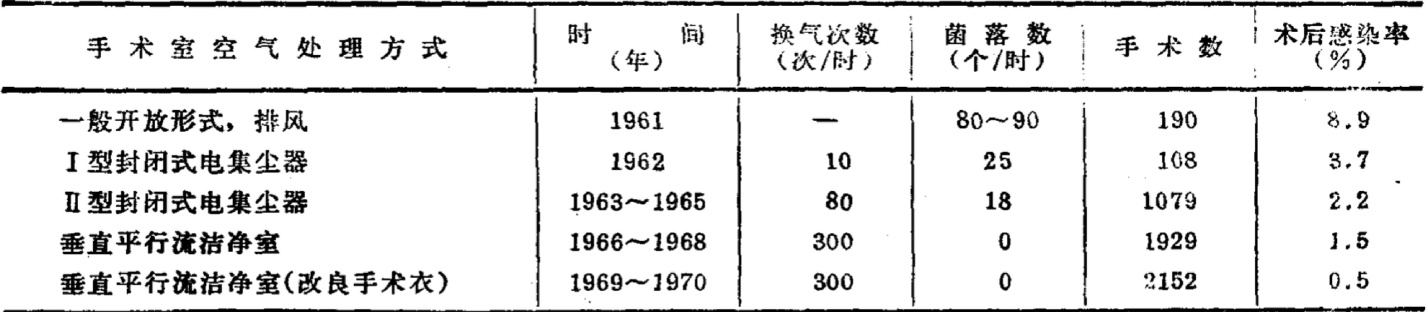 手术室空气处理方式 时间(年) 换气次数(次/时) 菌落数(个/时) 手术数 术后感染率(%)
一般开放形式，排风 1961 — 80～90 190 8.9
Ⅰ型封闭式电集尘器 1962 10 25 108 3.7
Ⅱ型封闭式电集尘器 1963～1965 80 18 1079 2.2
垂直平行流洁净室 1966～1968 300 0 1929 1.5
垂直平行流洁净室(改良手术衣) 1969～1970 300 0 2152 0.5